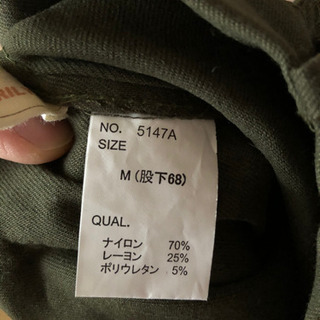 NO. 5147A
SIZE
M (股下68)
QUAL.
ナイロン 70%
レーヨン 25%
ポリウレタン 5%